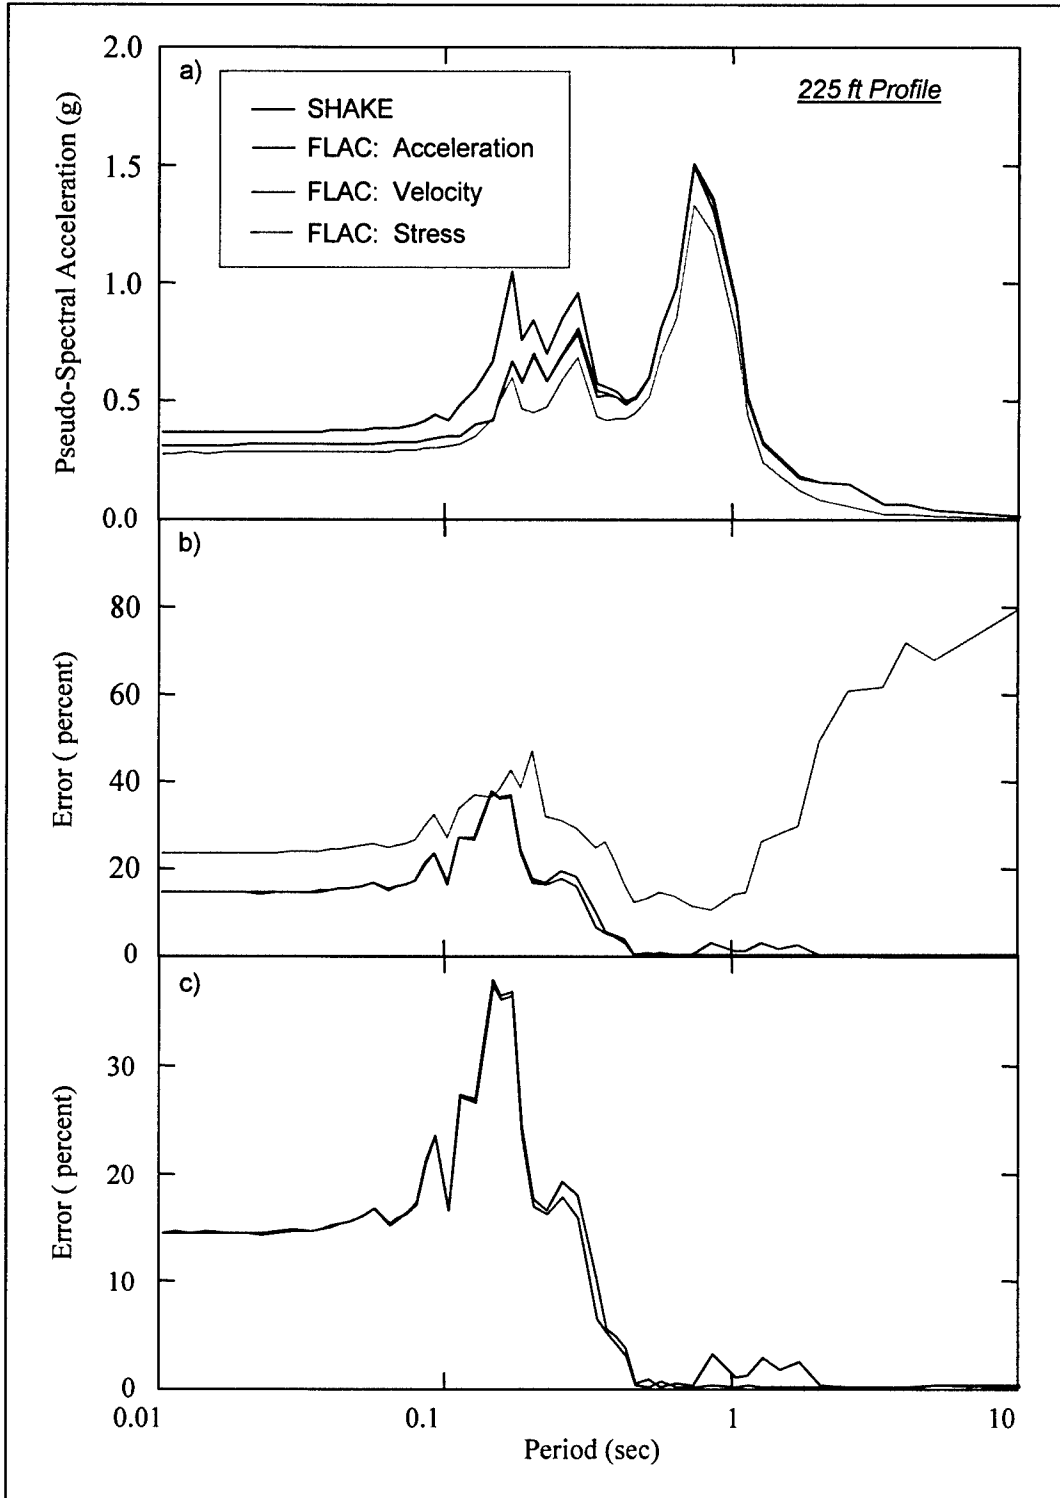 2.0
a)
225 ft Profile
SHAKE
FLAC: Acceleration
FLAC: Velocity
FLAC: Stress
1.5
1.0
0.5
0.0
Pseudo-Spectral Acceleration (g)
b)
80
60
40
20
0
Error ( percent)
c)
30
20
10
0
Error ( percent)
0.01
0.1
1
10
Period (sec)